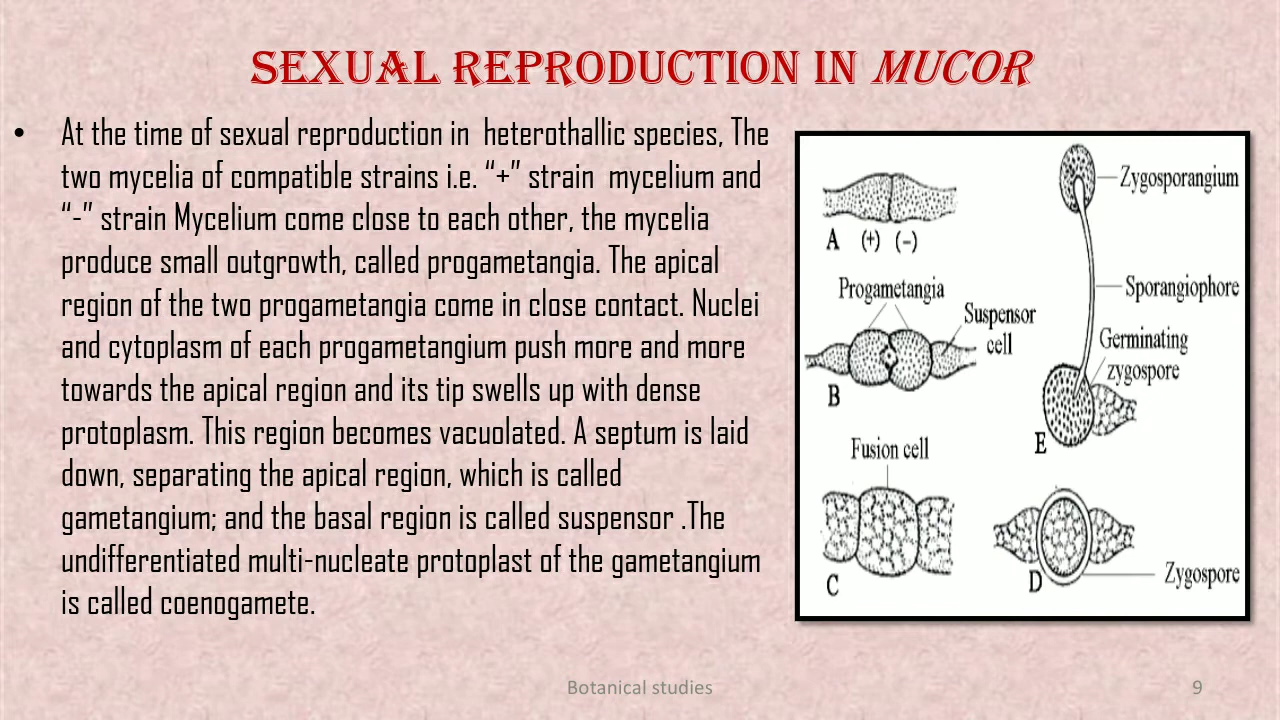 SEXUAL REPRODUCTION IN MUCOR
• At the time of sexual reproduction in heterothallic species, The
two mycelia of compatible strains i.e. “+” strain mycelium and
“-” strain Mycelium come close to each other, the mycelia
produce small outgrowth, called progametangia. The apical
region of the two progametangia come in close contact. Nuclei
and cytoplasm of each progametangium push more and more
towards the apical region and its tip swells up with dense
protoplasm. This region becomes vacuolated. A septum is laid
down, separating the apical region, which is called
gametangium; and the basal region is called suspensor .The
undifferentiated multi-nucleate protoplast of the gametangium
is called coenogamete.
A (+) (–)
Progametangia
Suspensor
cell
B
Fusion cell
C
Zygosporangium
Sporangiophore
Germinating
zygospore
E
D
Zygospore
Botanical studies
9